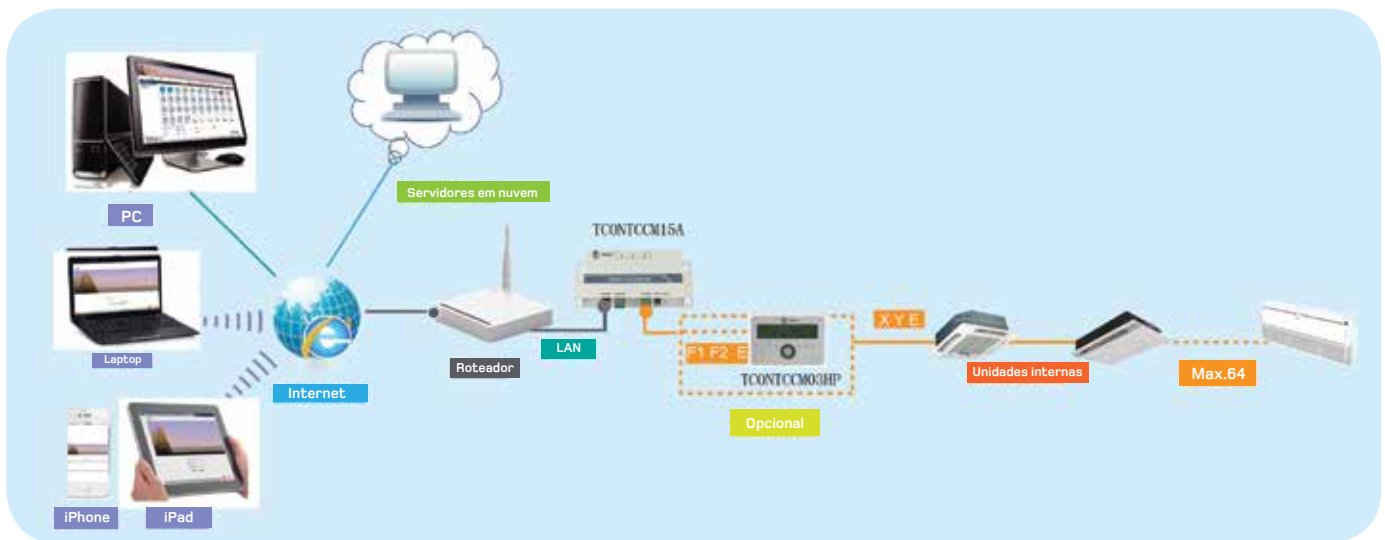 PC
Servidores em nuvem
Laptop
Internet
iPhone
iPad
Roteador
LAN
TCONTCCM15A
F1 F2 E
TCONTCCM03HP
Opcional
X Y E
Unidades internas
Max.64